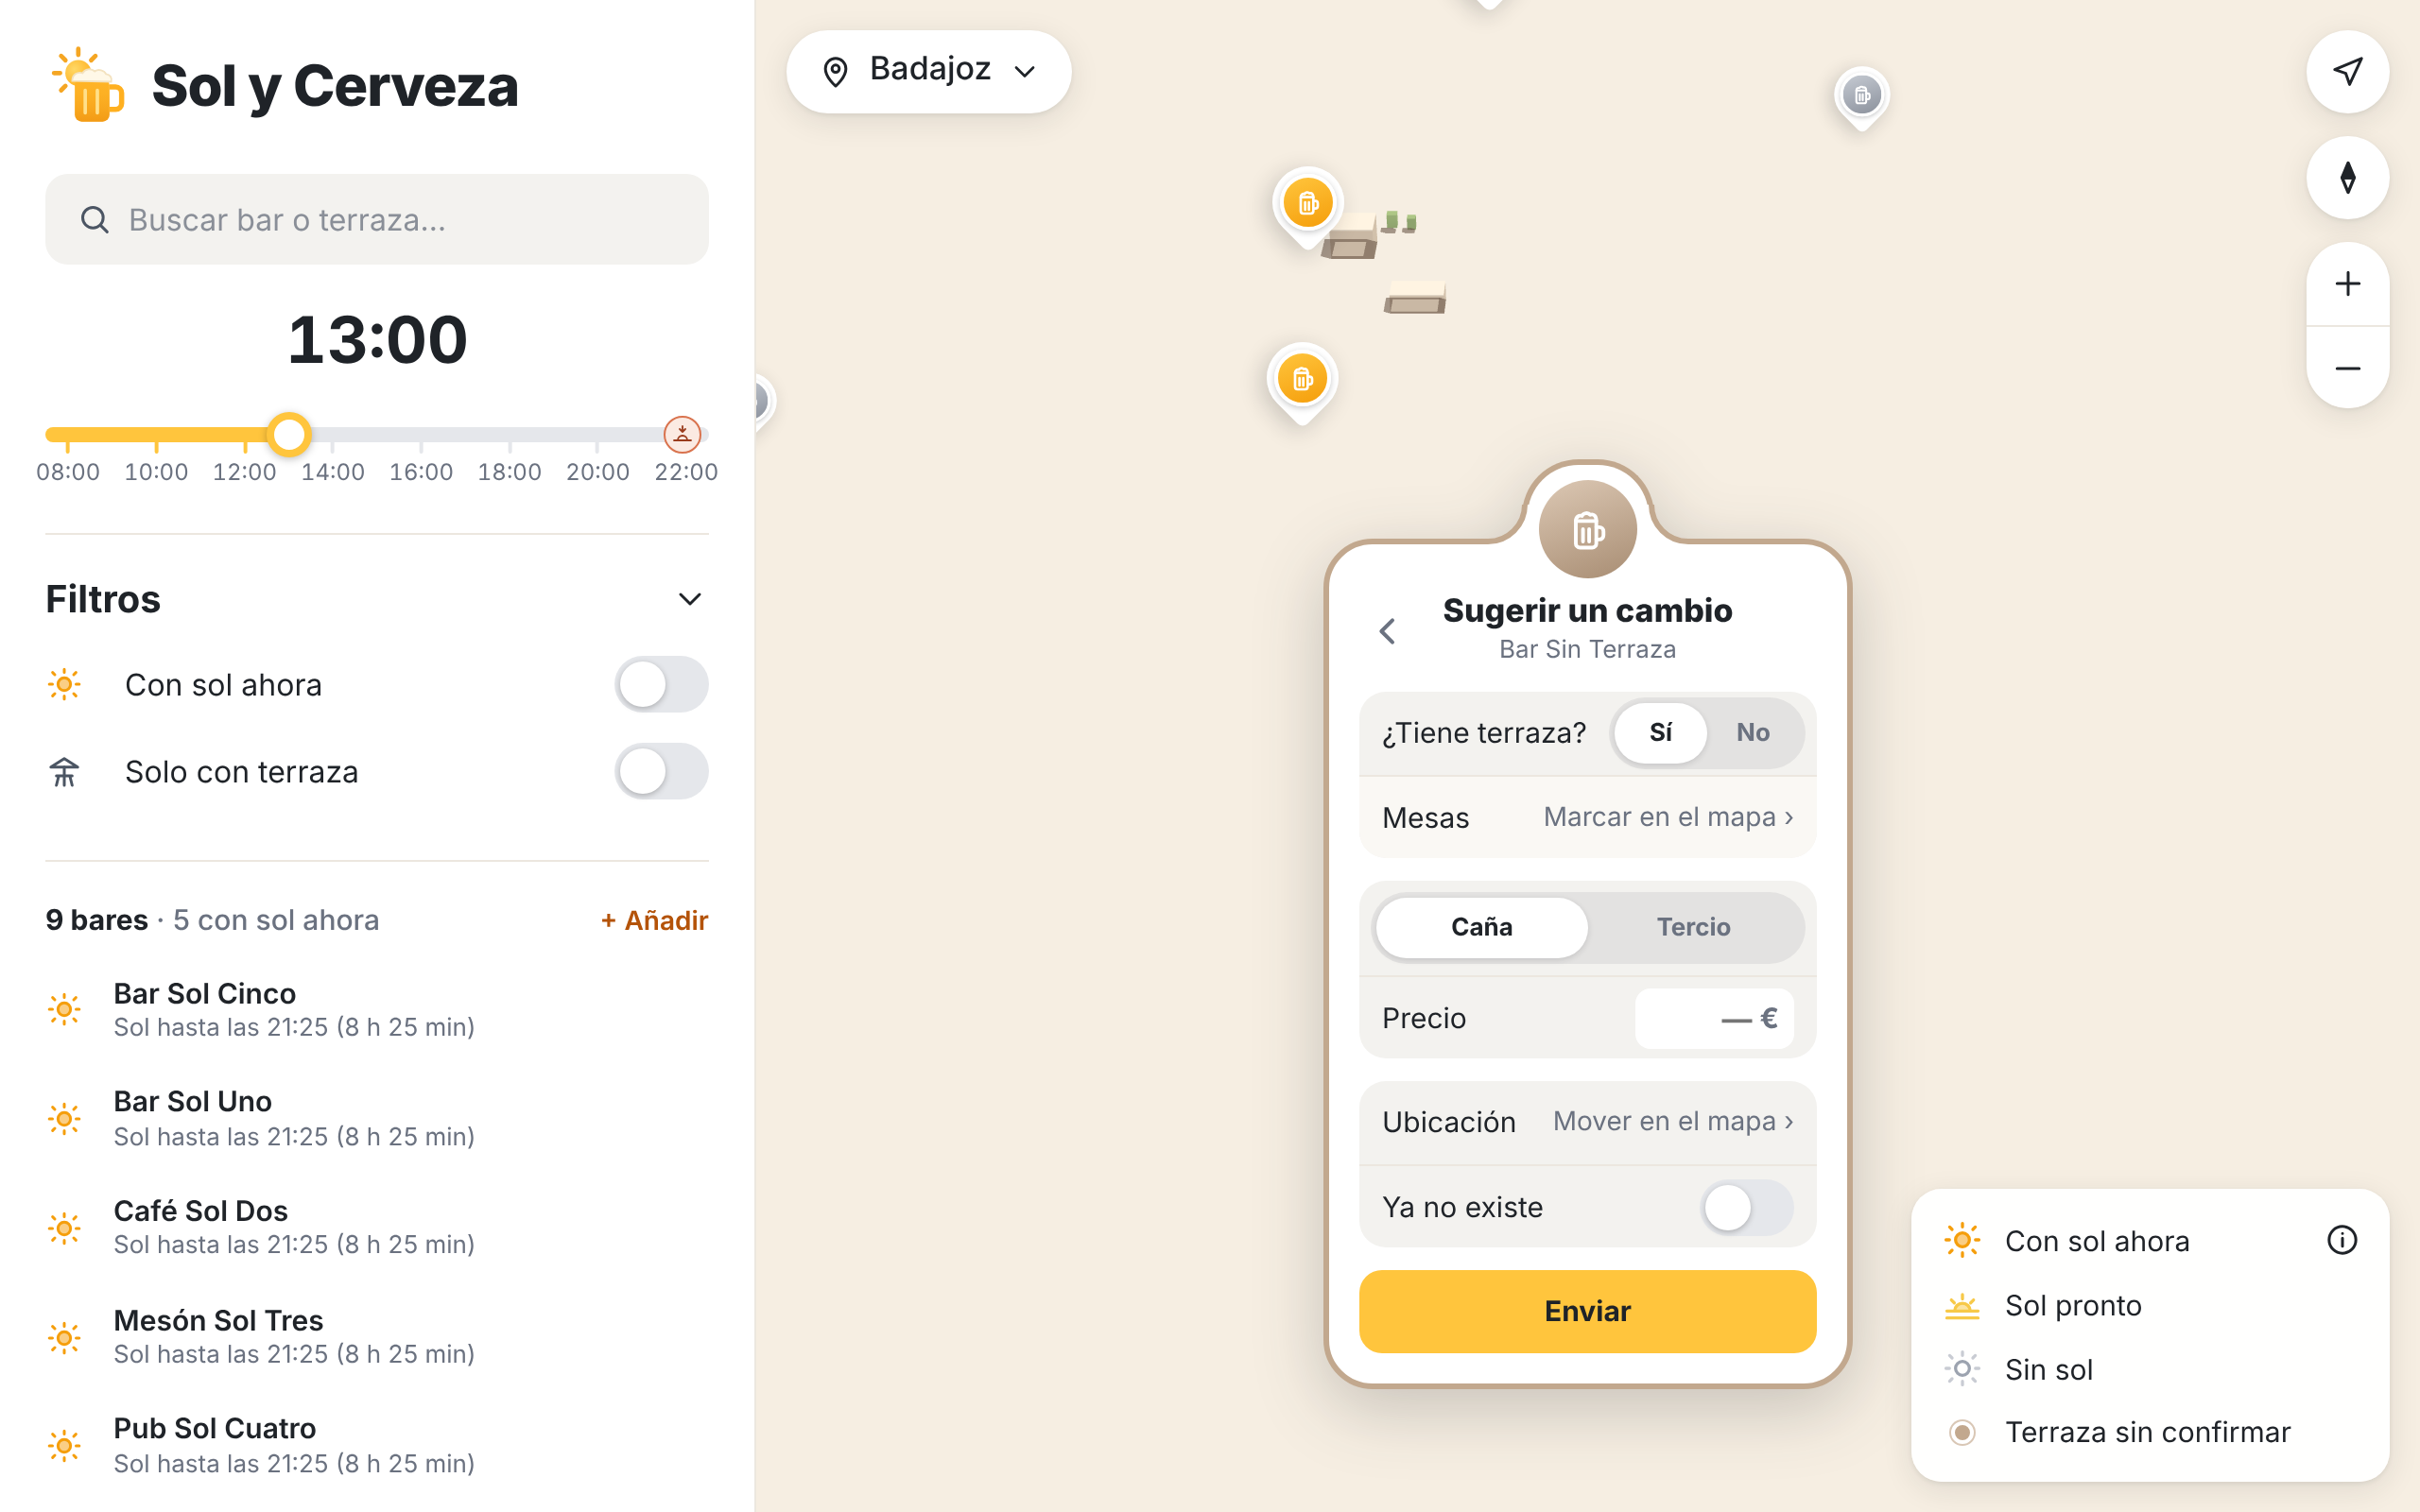 Sol y Cerveza
Buscar bar o terraza...
13:00
08:00 10:00 12:00 14:00 16:00 18:00 20:00 22:00
Filtros
Con sol ahora
Solo con terraza
9 bares · 5 con sol ahora + Añadir
Bar Sol Cinco
Sol hasta las 21:25 (8 h 25 min)
Bar Sol Uno
Sol hasta las 21:25 (8 h 25 min)
Café Sol Dos
Sol hasta las 21:25 (8 h 25 min)
Mesón Sol Tres
Sol hasta las 21:25 (8 h 25 min)
Pub Sol Cuatro
Sol hasta las 21:25 (8 h 25 min)
Badajoz
Sugerir un cambio
Bar Sin Terraza
¿Tiene terraza? Sí No
Mesas Marcar en el mapa ›
Caña Tercio
Precio — €
Ubicación Mover en el mapa ›
Ya no existe
Enviar
Con sol ahora
Sol pronto
Sin sol
Terraza sin confirmar